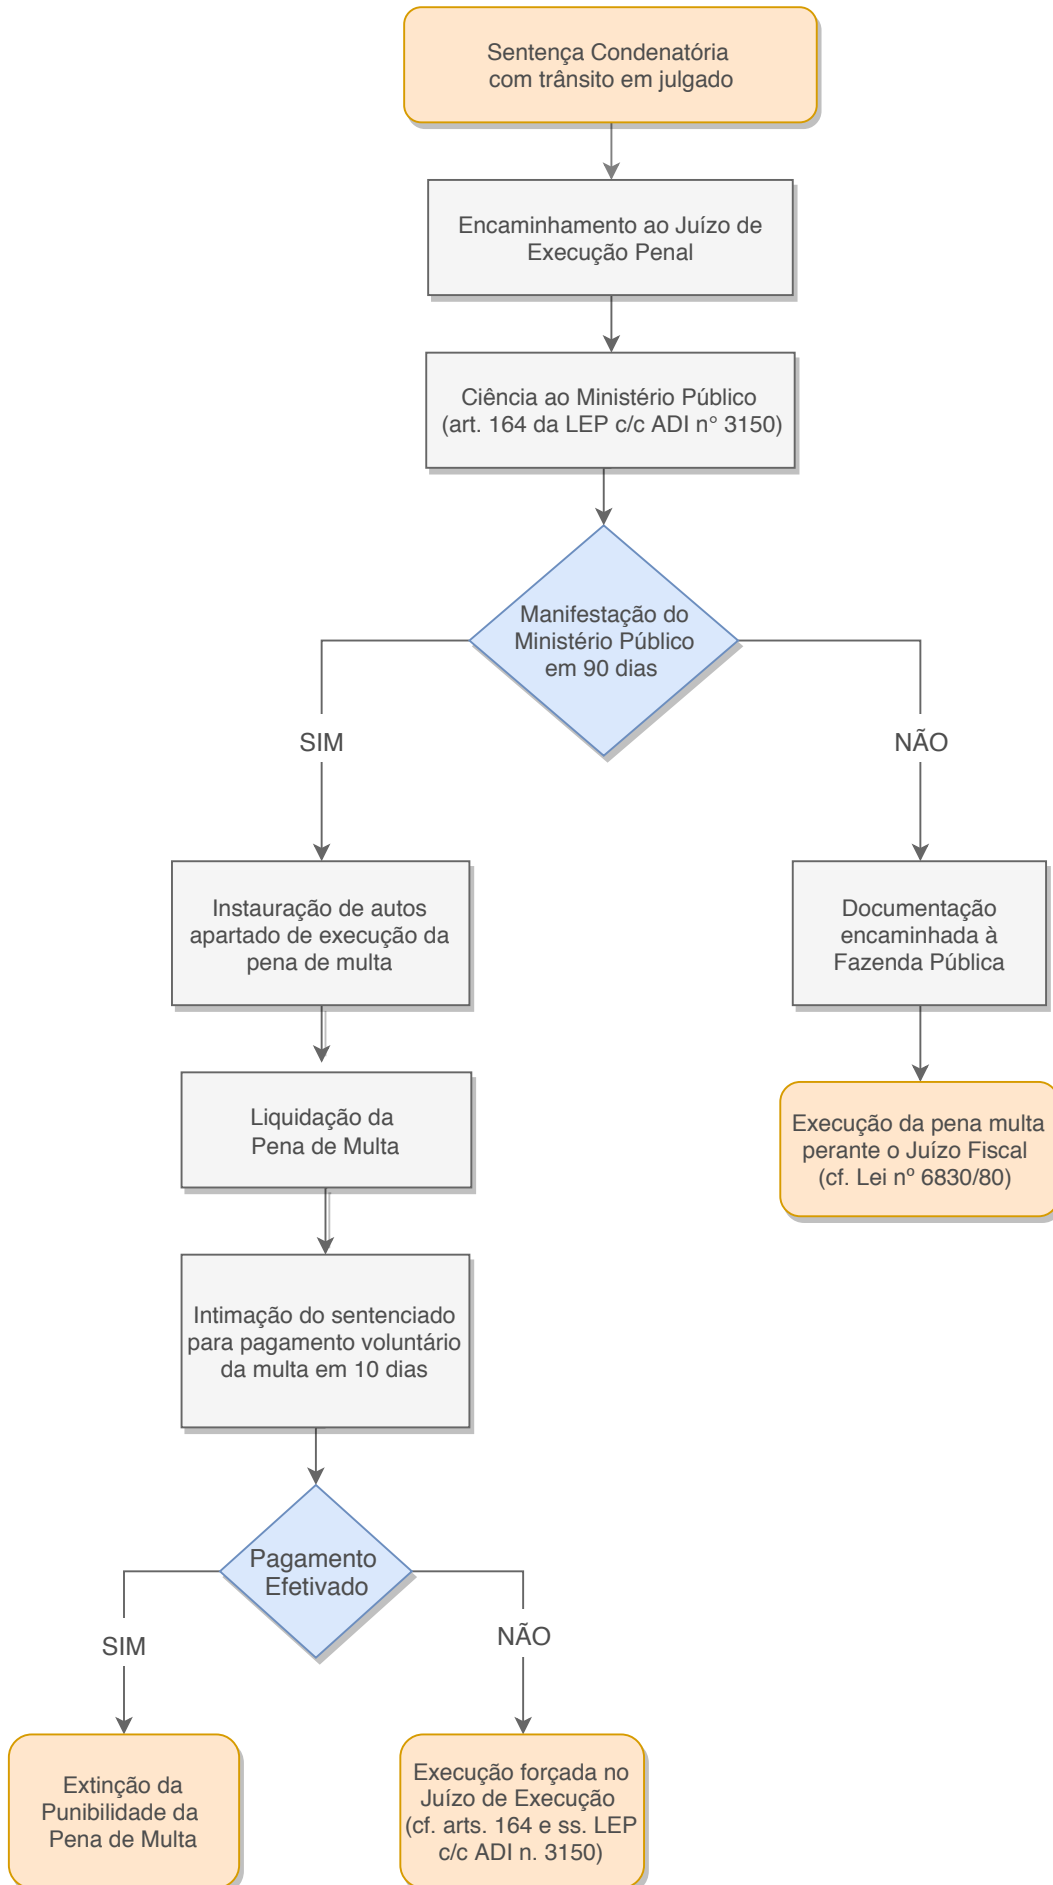 Sentença Condenatória
com trânsito em julgado
Encaminhamento ao Juízo de
Execução Penal
Ciência ao Ministério Público
(art. 164 da LEP c/c ADI n° 3150)
Manifestação do
Ministério Público
em 90 dias
SIM
NÃO
Instauração de autos
apartado de execução da
pena de multa
Documentação
encaminhada à
Fazenda Pública
Liquidação da
Pena de Multa
Execução da pena multa
perante o Juízo Fiscal
(cf. Lei nº 6830/80)
Intimação do sentenciado
para pagamento voluntário
da multa em 10 dias
Pagamento
Efetivado
SIM
NÃO
Extinção da
Punibilidade da
Pena de Multa
Execução forçada no
Juízo de Execução
(cf. arts. 164 e ss. LEP
c/c ADI n. 3150)